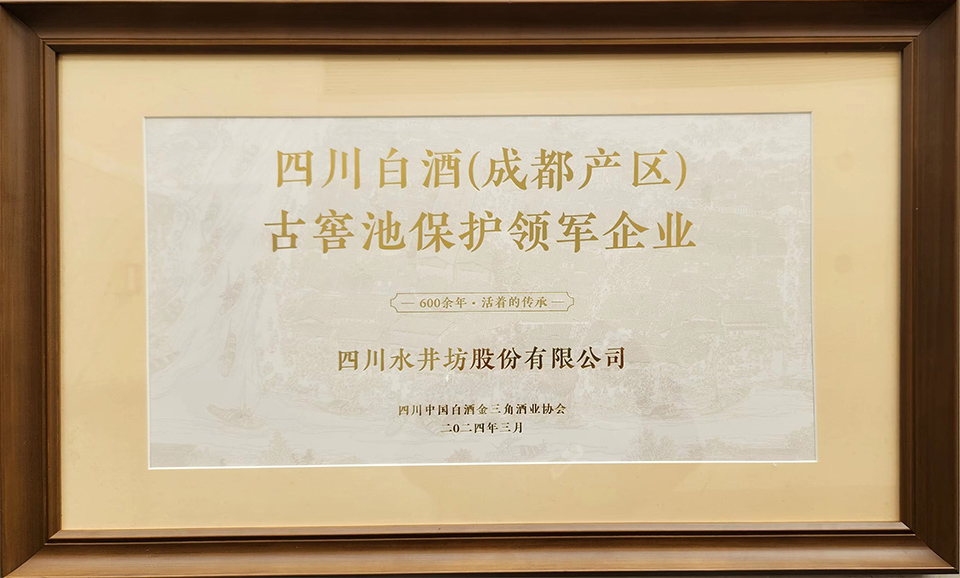 四川白酒(成都产区)
古窖池保护领军企业
— 600余年·活着的传承 —
四川水井坊股份有限公司
四川中国白酒金三角酒业协会
二0二四年三月